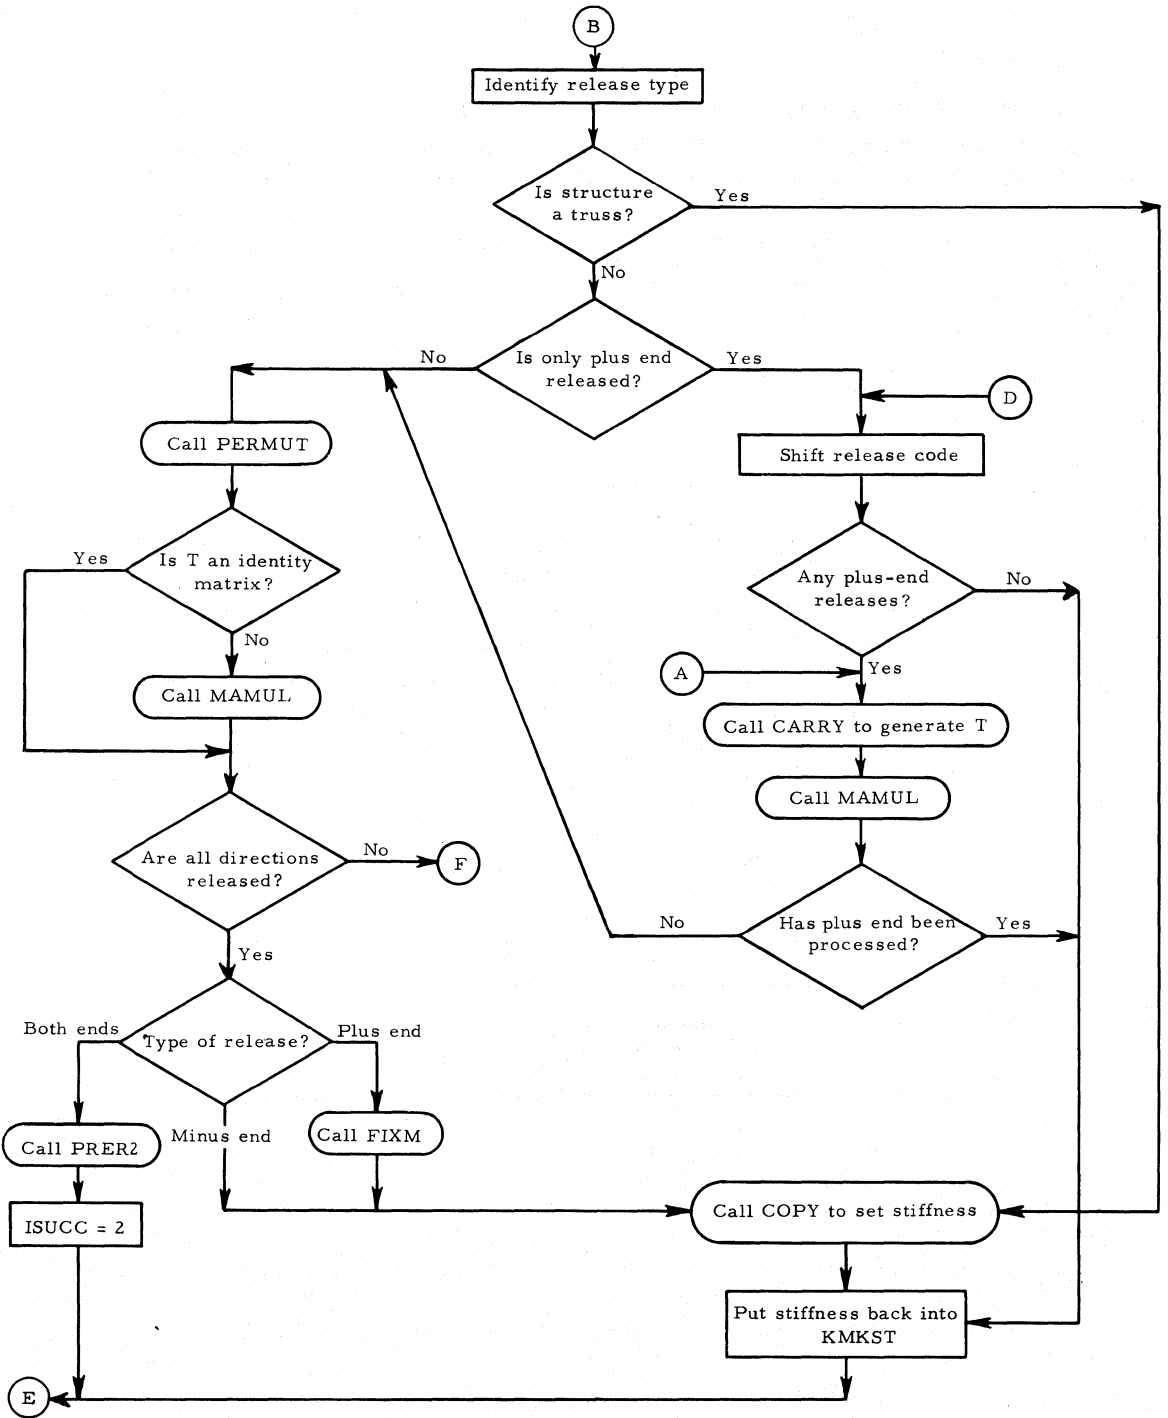 B
Identify release type
Is structure
a truss?
Yes
No
Is only plus end
released?
No
Yes
D
Call PERMUT
Shift release code
Is T an identity
matrix?
Yes
No
Any plus-end
releases?
No
Yes
A
Call MAMUL
Call CARRY to generate T
Call MAMUL
Are all directions
released?
No
F
Yes
Has plus end been
processed?
No
Yes
Type of release?
Both ends
Plus end
Minus end
Call PRER2
Call FIXM
ISUCC = 2
Call COPY to set stiffness
Put stiffness back into
KMKST
E